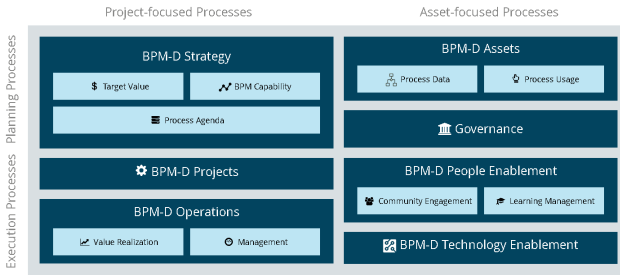 Project-focused Processes
Asset-focused Processes
Planning Processes
Execution Processes
BPM-D Strategy
Target Value
BPM Capability
Process Agenda
BPM-D Projects
BPM-D Operations
Value Realization
Management
BPM-D Assets
Process Data
Process Usage
Governance
BPM-D People Enablement
Community Engagement
Learning Management
BPM-D Technology Enablement